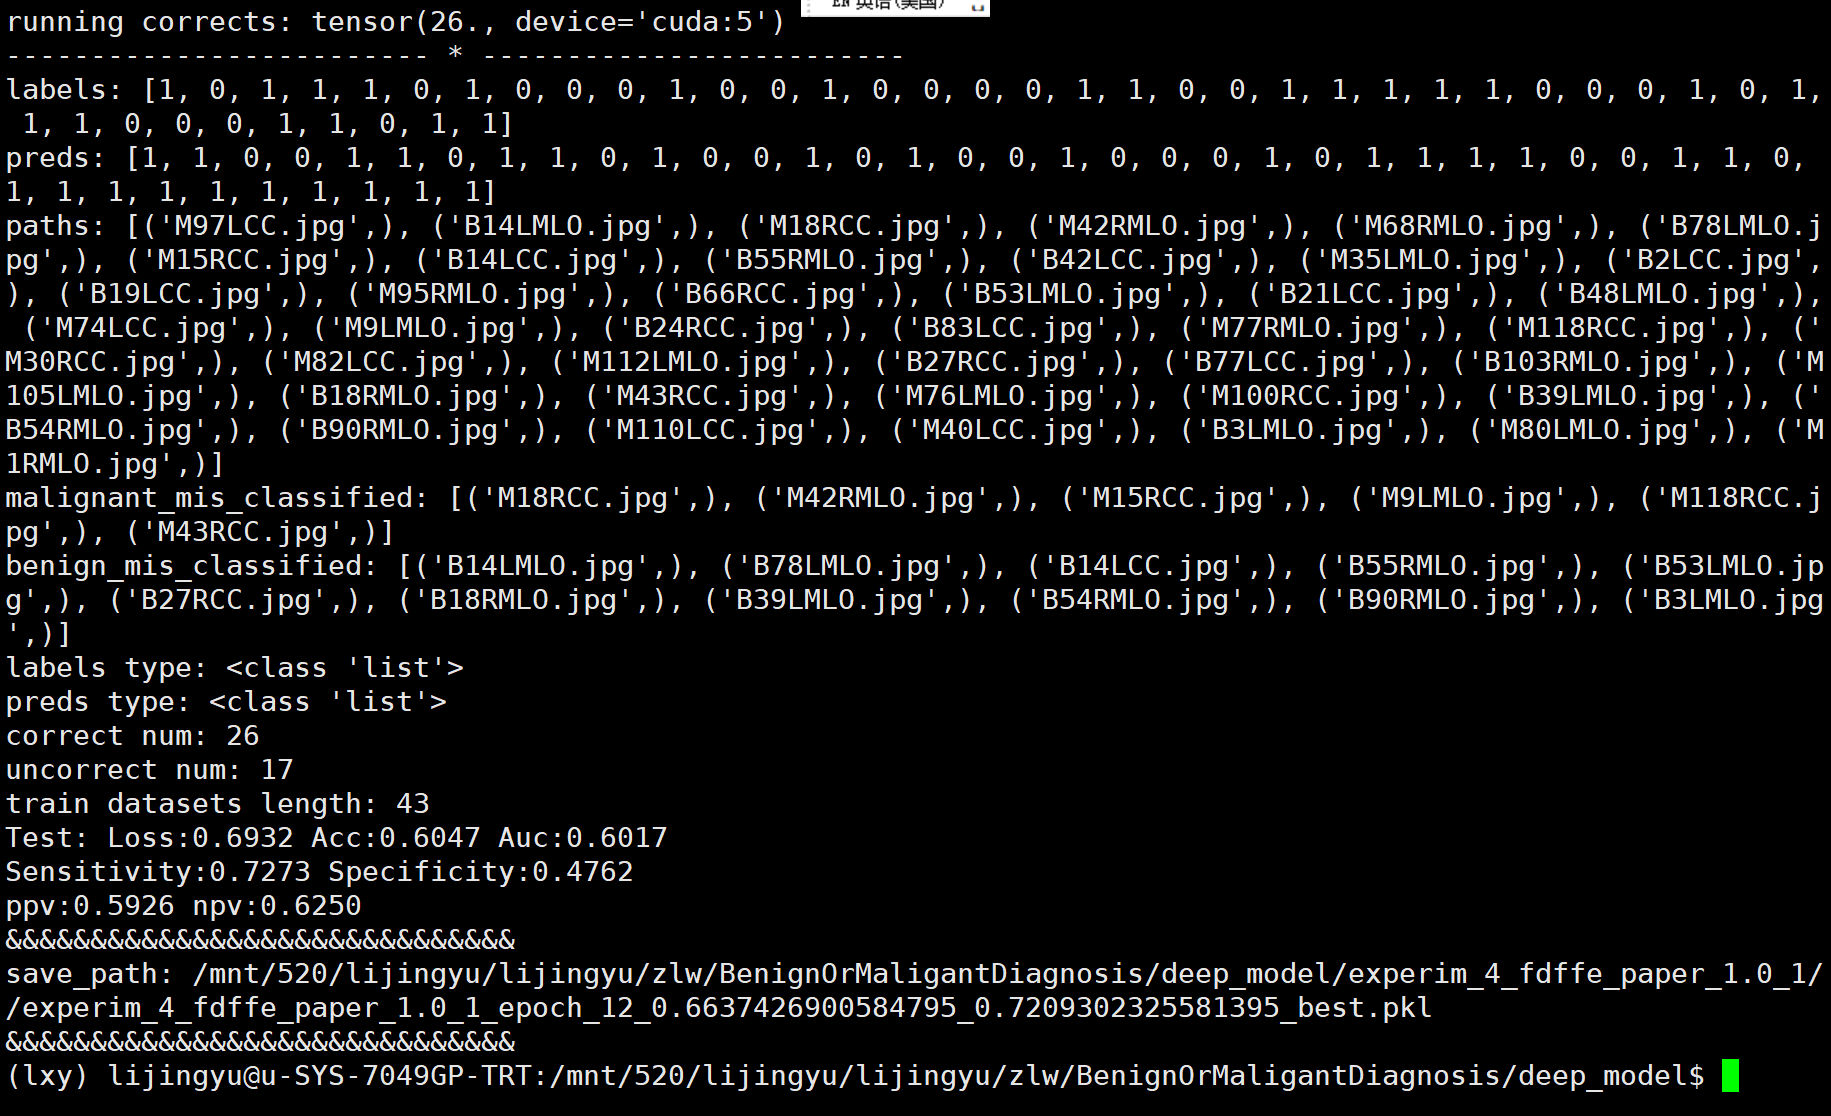 running corrects: tensor(26., device='cuda:5')
EN 英语(美国)
------------------------- * -------------------------
labels: [1, 0, 1, 1, 1, 0, 1, 0, 0, 0, 1, 0, 0, 1, 0, 0, 0, 0, 1, 1, 0, 0, 1, 1, 1, 1, 1, 0, 0, 0, 1, 0, 1,
1, 1, 0, 0, 0, 1, 1, 0, 1, 1]
preds: [1, 1, 0, 0, 1, 1, 0, 1, 1, 0, 1, 0, 0, 1, 0, 1, 0, 0, 1, 0, 0, 0, 1, 0, 1, 1, 1, 1, 0, 0, 1, 1, 0,
1, 1, 1, 1, 1, 1, 1, 1, 1, 1]
paths: [('M97LCC.jpg',), ('B14LMLO.jpg',), ('M18RCC.jpg',), ('M42RMLO.jpg',), ('M68RMLO.jpg',), ('B78LMLO.j
pg',), ('M15RCC.jpg',), ('B14LCC.jpg',), ('B55RMLO.jpg',), ('B42LCC.jpg',), ('M35LMLO.jpg',), ('B2LCC.jpg',
), ('B19LCC.jpg',), ('M95RMLO.jpg',), ('B66RCC.jpg',), ('B53LMLO.jpg',), ('B21LCC.jpg',), ('B48LMLO.jpg',),
('M74LCC.jpg',), ('M9LMLO.jpg',), ('B24RCC.jpg',), ('B83LCC.jpg',), ('M77RMLO.jpg',), ('M118RCC.jpg',), ('
M30RCC.jpg',), ('M82LCC.jpg',), ('M112LMLO.jpg',), ('B27RCC.jpg',), ('B77LCC.jpg',), ('B103RMLO.jpg',), ('M
105LMLO.jpg',), ('B18RMLO.jpg',), ('M43RCC.jpg',), ('M76LMLO.jpg',), ('M100RCC.jpg',), ('B39LMLO.jpg',), ('
B54RMLO.jpg',), ('B90RMLO.jpg',), ('M110LCC.jpg',), ('M40LCC.jpg',), ('B3LMLO.jpg',), ('M80LMLO.jpg',), ('M
1RMLO.jpg',)]
malignant_mis_classified: [('M18RCC.jpg',), ('M42RMLO.jpg',), ('M15RCC.jpg',), ('M9LMLO.jpg',), ('M118RCC.j
pg',), ('M43RCC.jpg',)]
benign_mis_classified: [('B14LMLO.jpg',), ('B78LMLO.jpg',), ('B14LCC.jpg',), ('B55RMLO.jpg',), ('B53LMLO.jp
g',), ('B27RCC.jpg',), ('B18RMLO.jpg',), ('B39LMLO.jpg',), ('B54RMLO.jpg',), ('B90RMLO.jpg',), ('B3LMLO.jpg
',)]
labels type: <class 'list'>
preds type: <class 'list'>
correct num: 26
uncorrect num: 17
train datasets length: 43
Test: Loss:0.6932 Acc:0.6047 Auc:0.6017
Sensitivity:0.7273 Specificity:0.4762
ppv:0.5926 npv:0.6250
&&&&&&&&&&&&&&&&&&&&&&&&&&&&&&
save_path: /mnt/520/lijingyu/lijingyu/zlw/BenignOrMaligantDiagnosis/deep_model/experim_4_fdffe_paper_1.0_1/
/experim_4_fdffe_paper_1.0_1_epoch_12_0.6637426900584795_0.7209302325581395_best.pkl
&&&&&&&&&&&&&&&&&&&&&&&&&&&&&&
(lxy) lijingyu@u-SYS-7049GP-TRT:/mnt/520/lijingyu/lijingyu/zlw/BenignOrMaligantDiagnosis/deep_model$